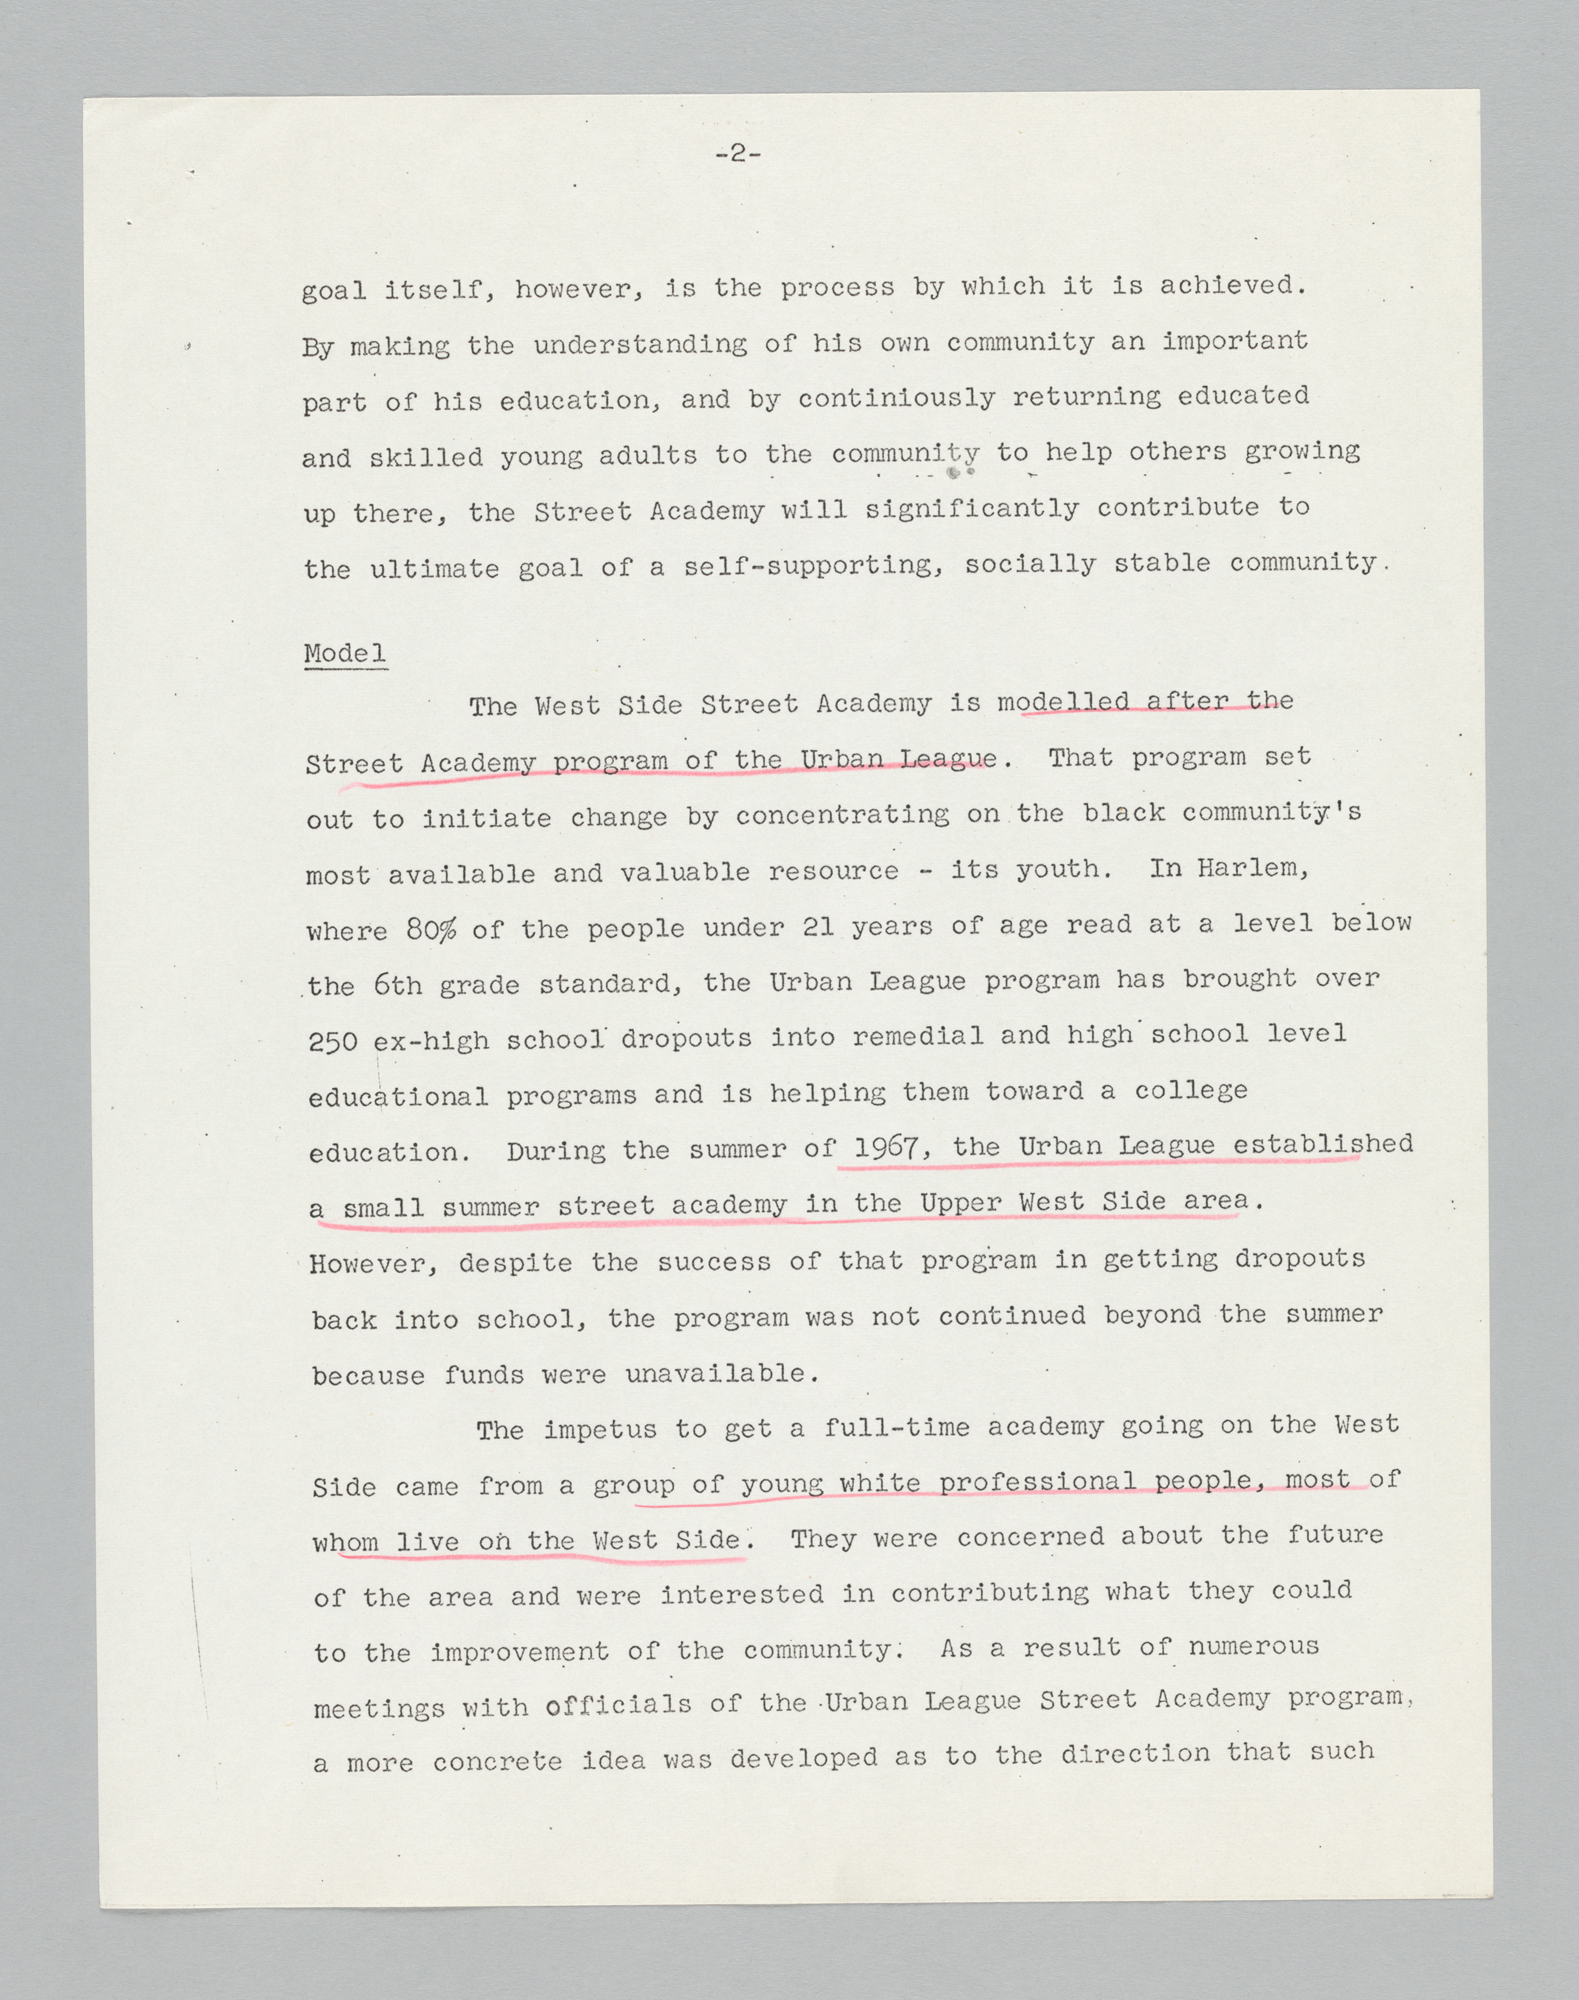 -2-
goal itself, however, is the process by which it is achieved.
By making the understanding of his own community an important
part of his education, and by continiously returning educated
and skilled young adults to the community to help others growing
up there, the Street Academy will significantly contribute to
the ultimate goal of a self-supporting, socially stable community.
Model
The West Side Street Academy is modelled after the
Street Academy program of the Urban League. That program set
out to initiate change by concentrating on the black community's
most available and valuable resource - its youth. In Harlem,
where 80% of the people under 21 years of age read at a level below
the 6th grade standard, the Urban League program has brought over
250 ex-high school dropouts into remedial and high school level
educational programs and is helping them toward a college
education. During the summer of 1967, the Urban League established
a small summer street academy in the Upper West Side area.
However, despite the success of that program in getting dropouts
back into school, the program was not continued beyond the summer
because funds were unavailable.
The impetus to get a full-time academy going on the West
Side came from a group of young white professional people, most of
whom live on the West Side. They were concerned about the future
of the area and were interested in contributing what they could
to the improvement of the community. As a result of numerous
meetings with officials of the Urban League Street Academy program,
a more concrete idea was developed as to the direction that such